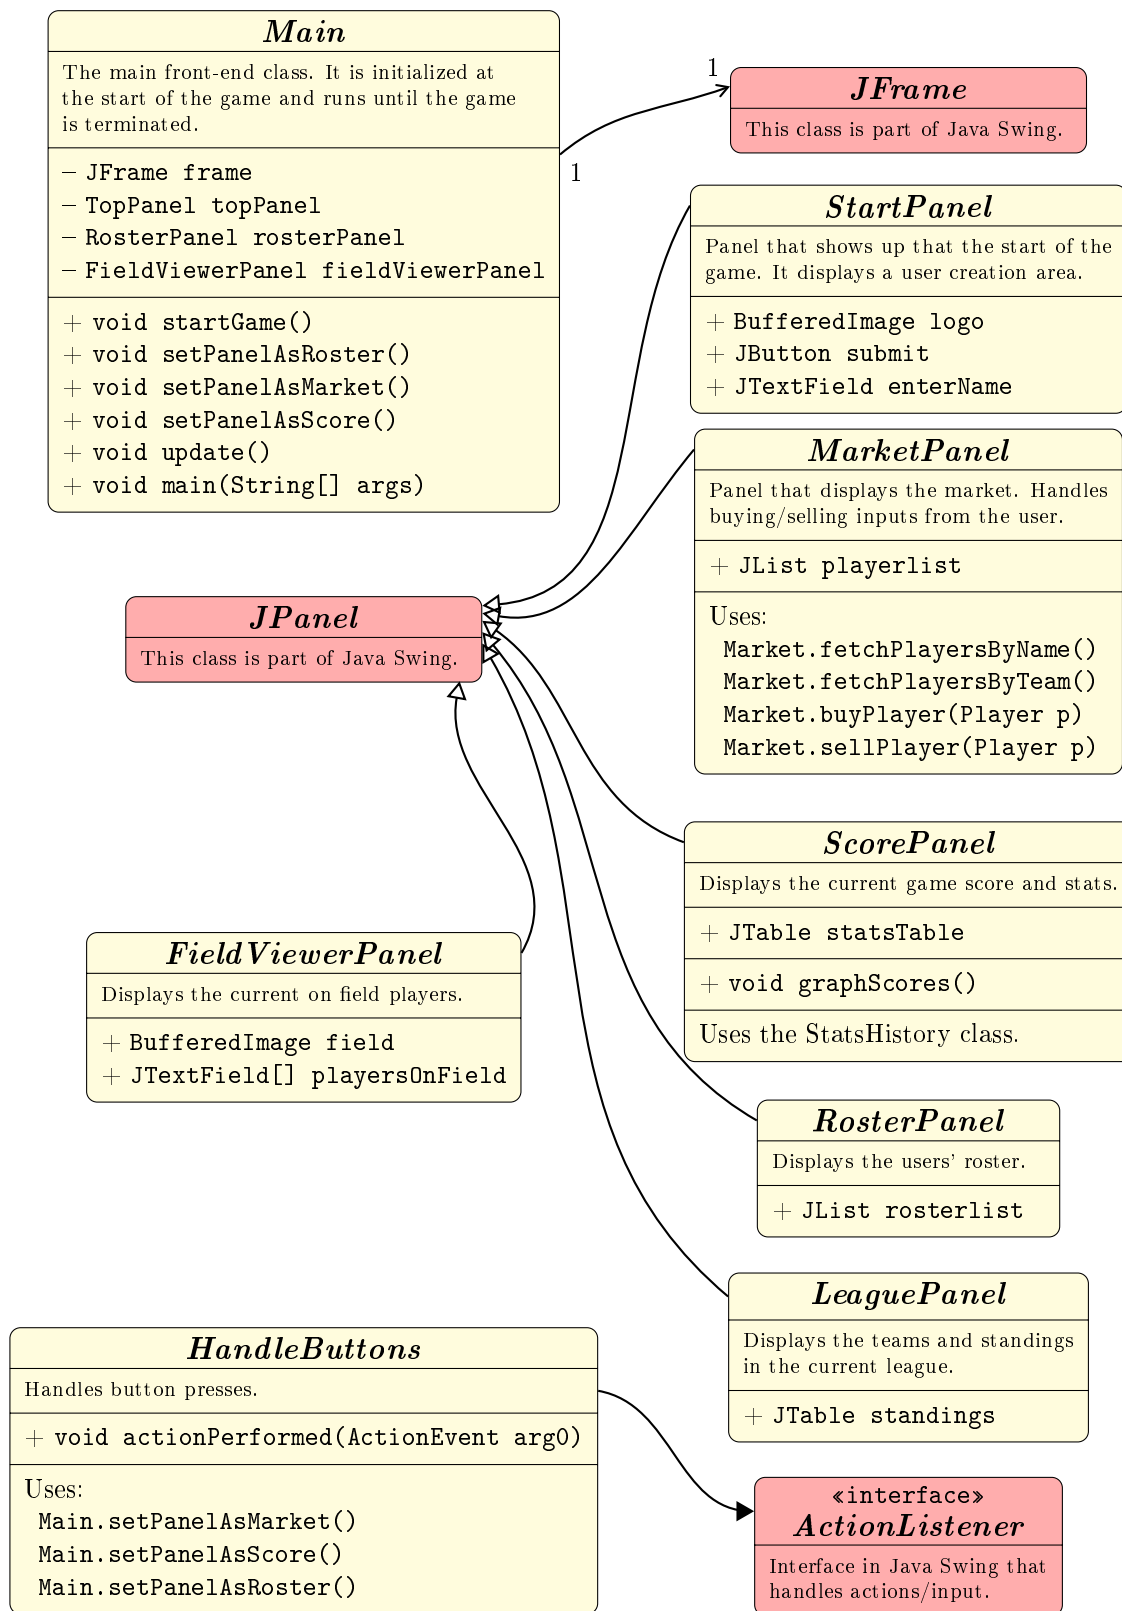 Main
The main front-end class. It is initialized at
the start of the game and runs until the game
is terminated.
− JFrame frame
− TopPanel topPanel
− RosterPanel rosterPanel
− FieldViewerPanel fieldViewerPanel
+ void startGame()
+ void setPanelAsRoster()
+ void setPanelAsMarket()
+ void setPanelAsScore()
+ void update()
+ void main(String[] args)
1
1
JFrame
This class is part of Java Swing.
StartPanel
Panel that shows up that the start of the
game. It displays a user creation area.
+ BufferedImage logo
+ JButton submit
+ JTextField enterName
MarketPanel
Panel that displays the market. Handles
buying/selling inputs from the user.
+ JList playerlist
Uses:
Market.fetchPlayersByName()
Market.fetchPlayersByTeam()
Market.buyPlayer(Player p)
Market.sellPlayer(Player p)
JPanel
This class is part of Java Swing.
ScorePanel
Displays the current game score and stats.
+ JTable statsTable
+ void graphScores()
Uses the StatsHistory class.
FieldViewerPanel
Displays the current on field players.
+ BufferedImage field
+ JTextField[] playersOnField
RosterPanel
Displays the users' roster.
+ JList rosterlist
LeaguePanel
Displays the teams and standings
in the current league.
+ JTable standings
HandleButtons
Handles button presses.
+ void actionPerformed(ActionEvent arg0)
Uses:
Main.setPanelAsMarket()
Main.setPanelAsScore()
Main.setPanelAsRoster()
«interface»
ActionListener
Interface in Java Swing that
handles actions/input.